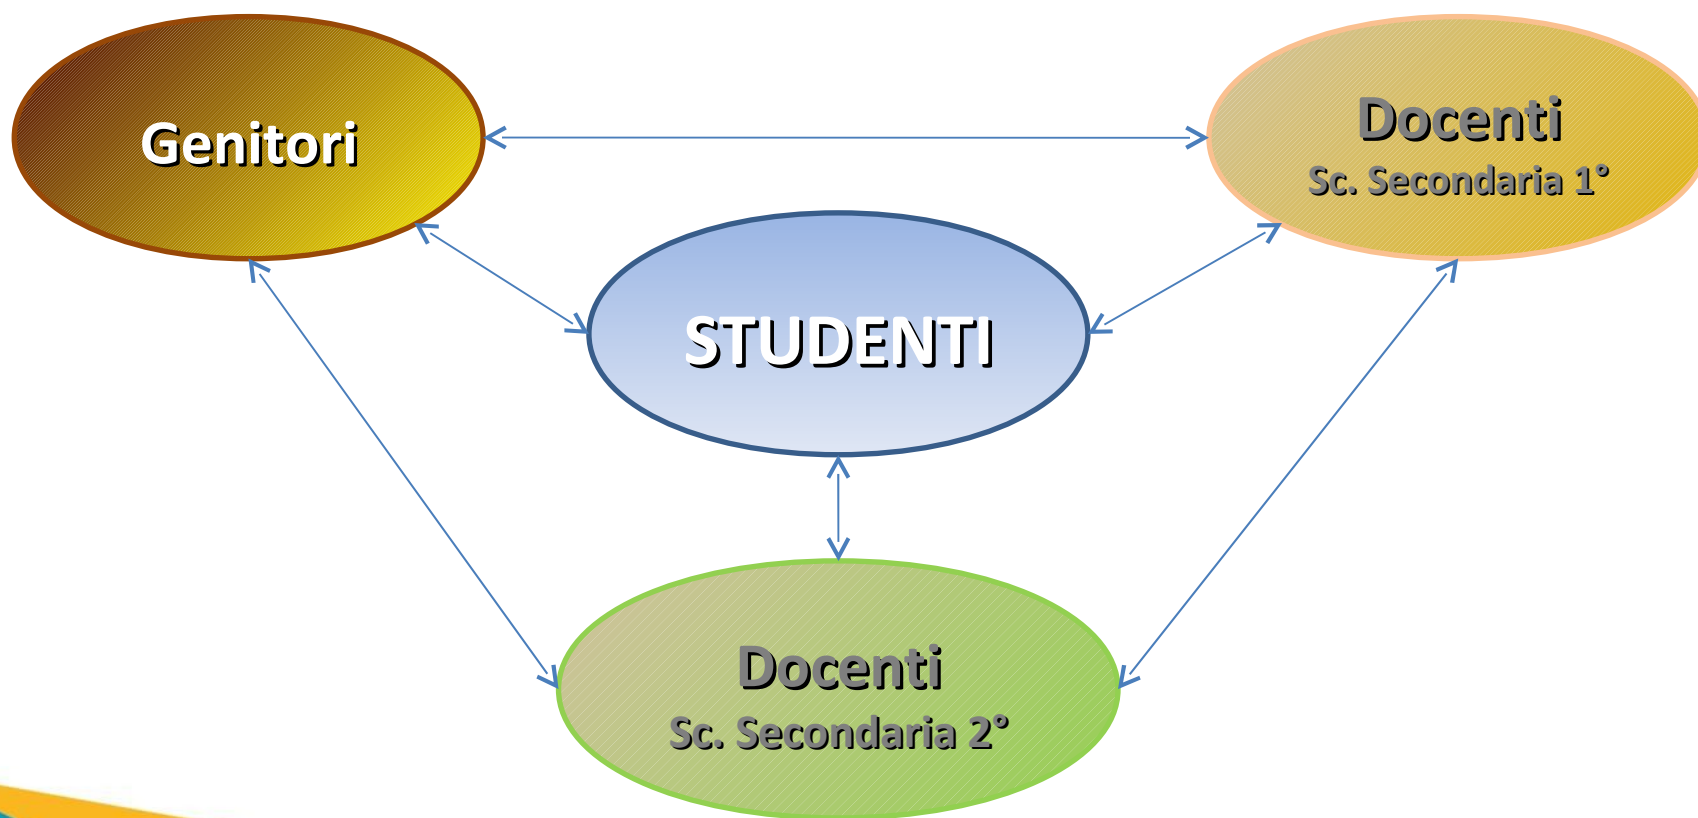 Genitori
Docenti
Sc. Secondaria 1°
STUDENTI
Docenti
Sc. Secondaria 2°